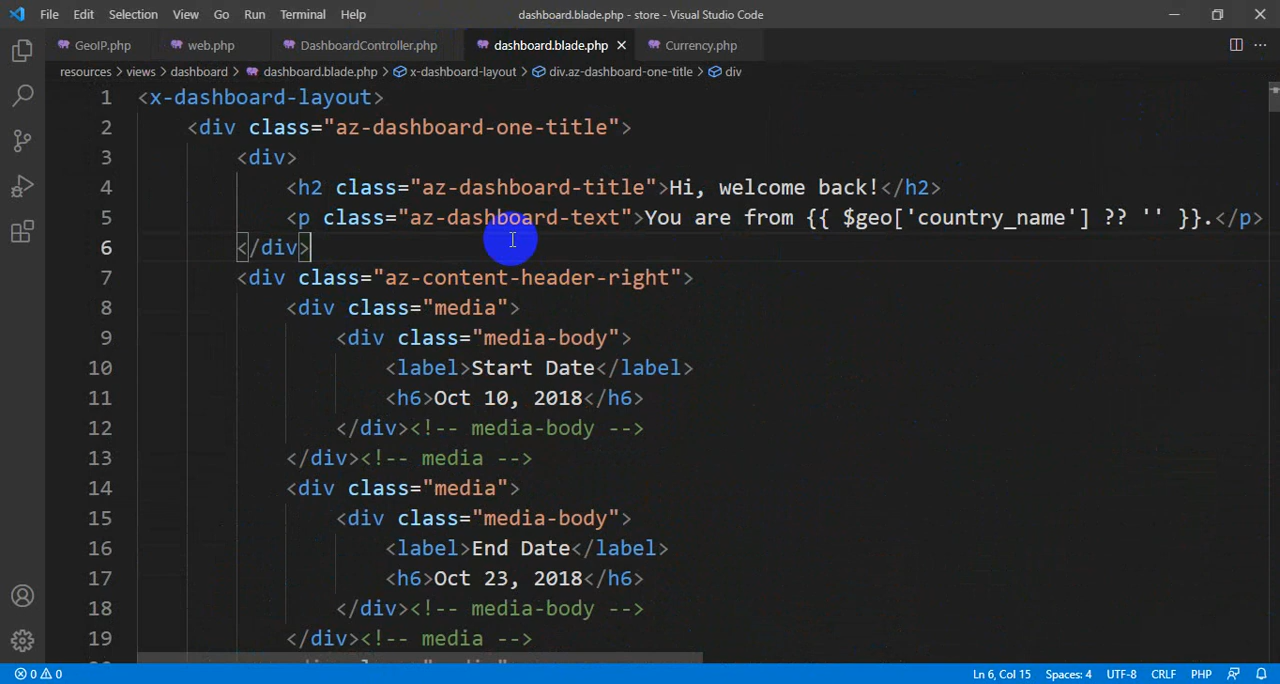 File Edit Selection View Go Run Terminal Help dashboard.blade.php - store - Visual Studio Code
GeoIP.php web.php DashboardController.php dashboard.blade.php Currency.php
resources > views > dashboard > dashboard.blade.php > x-dashboard-layout > div.az-dashboard-one-title > div
1 <x-dashboard-layout>
2 <div class="az-dashboard-one-title">
3 <div>
4 <h2 class="az-dashboard-title">Hi, welcome back!</h2>
5 <p class="az-dashboard-text">You are from {{ $geo['country_name'] ?? '' }}.</p>
6 </div>
7 <div class="az-content-header-right">
8 <div class="media">
9 <div class="media-body">
10 <label>Start Date</label>
11 <h6>Oct 10, 2018</h6>
12 </div><!-- media-body -->
13 </div><!-- media -->
14 <div class="media">
15 <div class="media-body">
16 <label>End Date</label>
17 <h6>Oct 23, 2018</h6>
18 </div><!-- media-body -->
19 </div><!-- media -->
0 0 Ln 6, Col 15 Spaces: 4 UTF-8 CRLF PHP